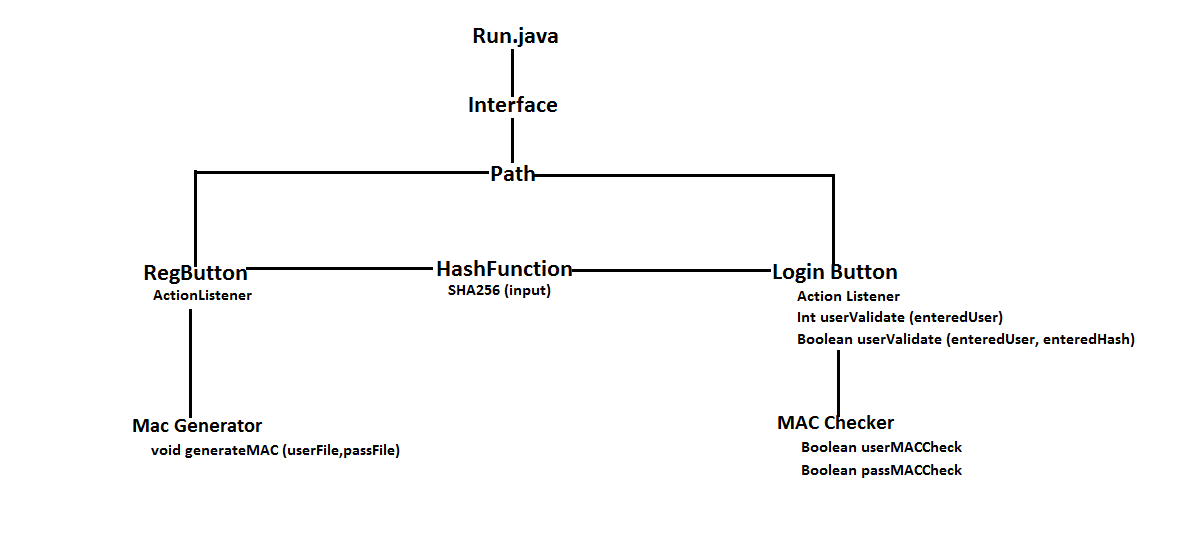 Run.java
Interface
Path
RegButton
ActionListener
HashFunction
SHA256 (input)
Login Button
Action Listener
Int userValidate (enteredUser)
Boolean userValidate (enteredUser, enteredHash)
Mac Generator
void generateMAC (userFile,passFile)
MAC Checker
Boolean userMACCheck
Boolean passMACCheck